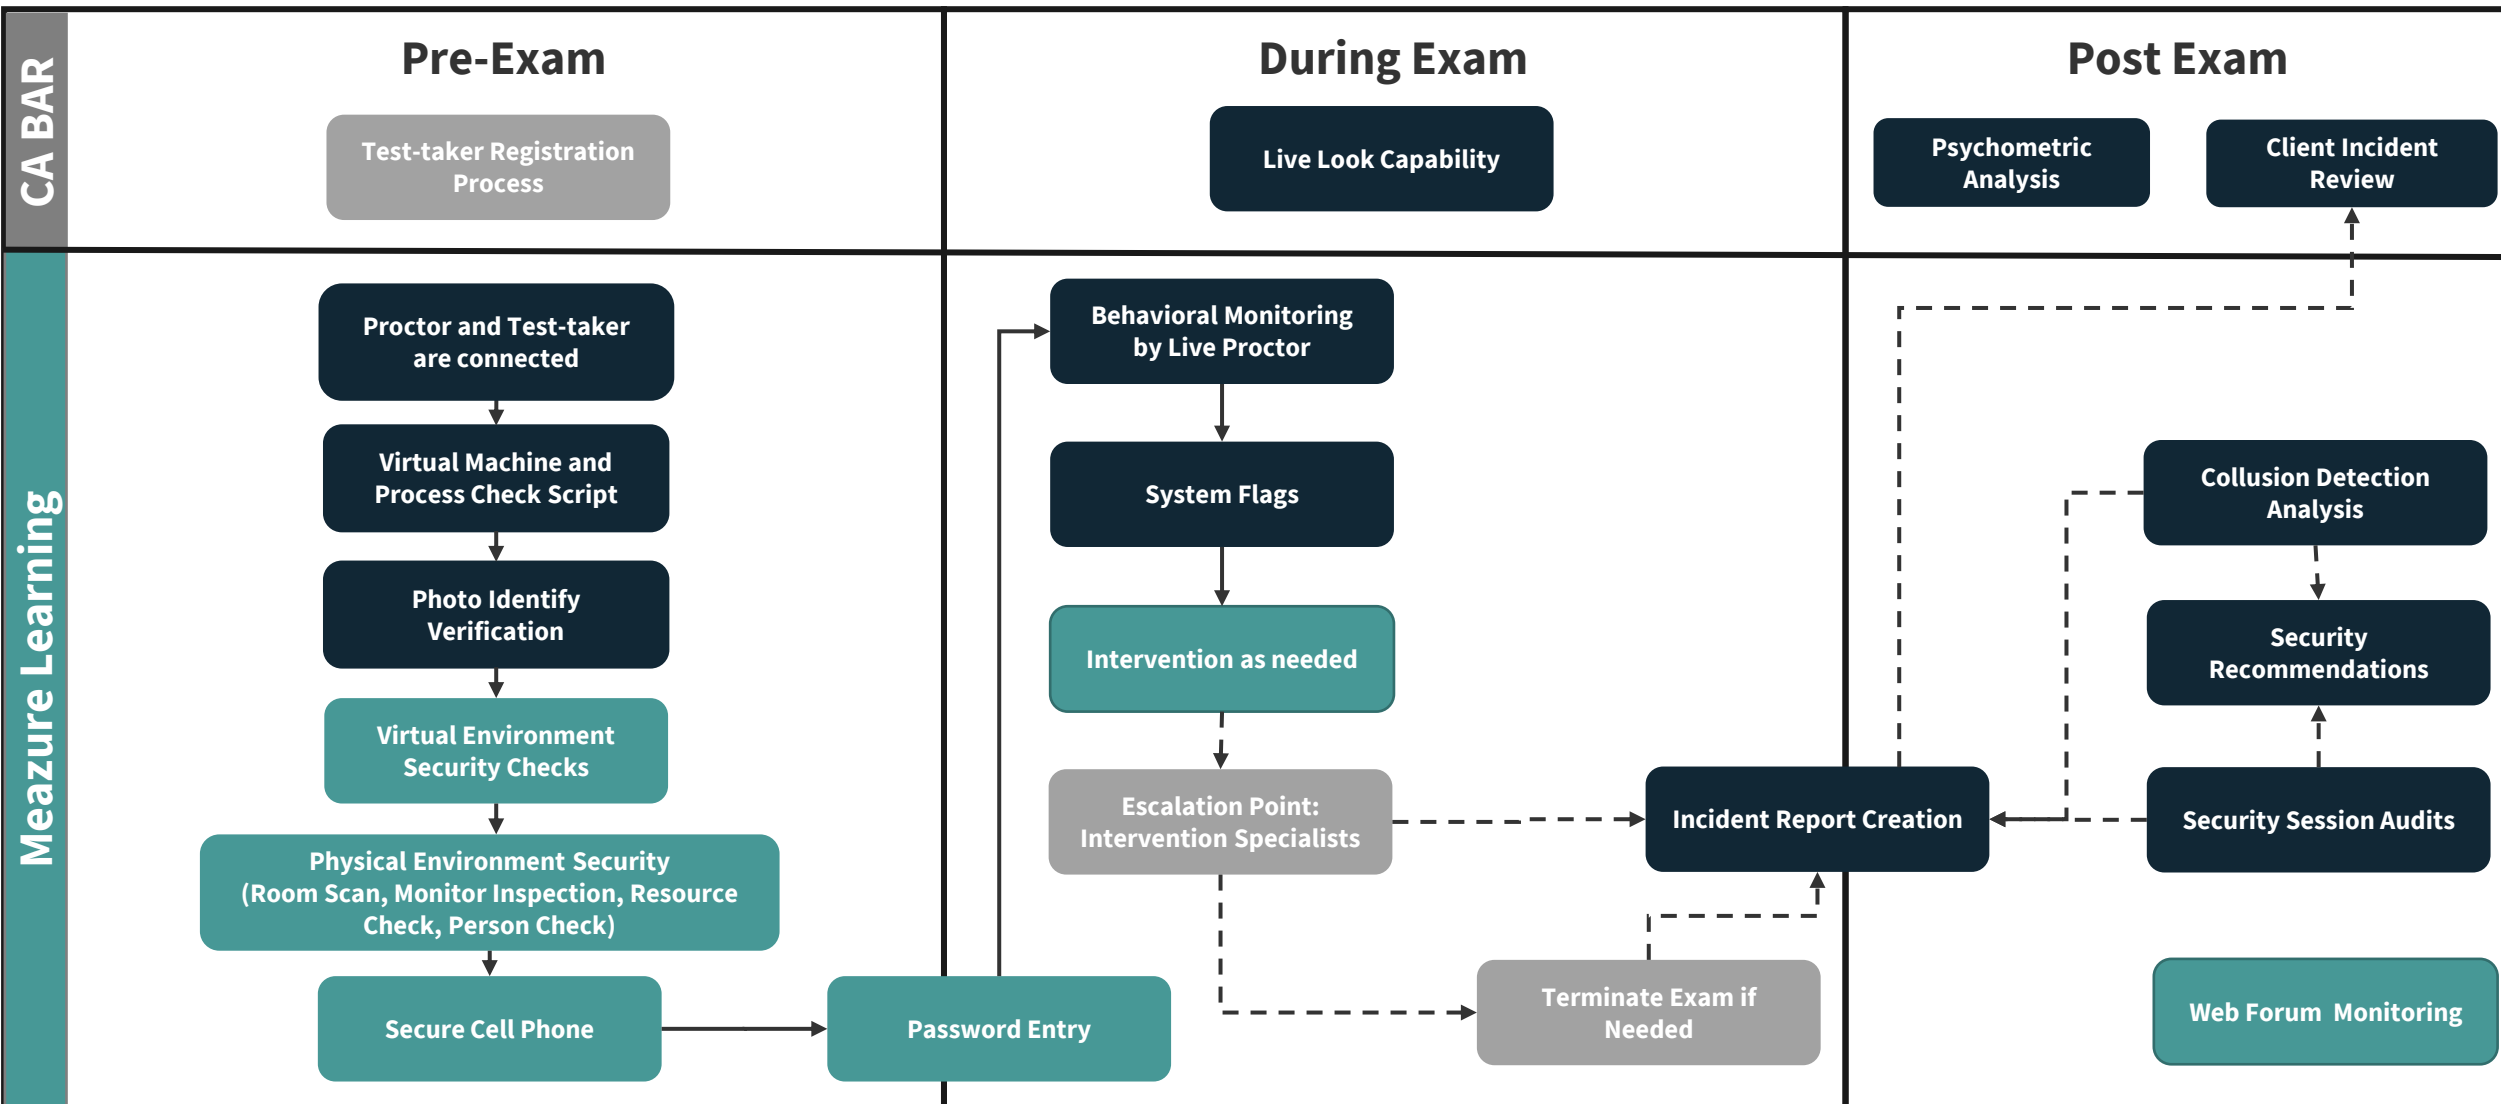 Pre-Exam
During Exam
Post Exam
CA BAR
Test-taker Registration
Process
Live Look Capability
Psychometric
Analysis
Client Incident
Review
Meazure Learning
Proctor and Test-taker
are connected
Virtual Machine and
Process Check Script
Photo Identify
Verification
Virtual Environment
Security Checks
Physical Environment Security
(Room Scan, Monitor Inspection, Resource
Check, Person Check)
Secure Cell Phone
Password Entry
Behavioral Monitoring
by Live Proctor
System Flags
Intervention as needed
Escalation Point:
Intervention Specialists
Terminate Exam if
Needed
Incident Report Creation
Collusion Detection
Analysis
Security
Recommendations
Security Session Audits
Web Forum Monitoring